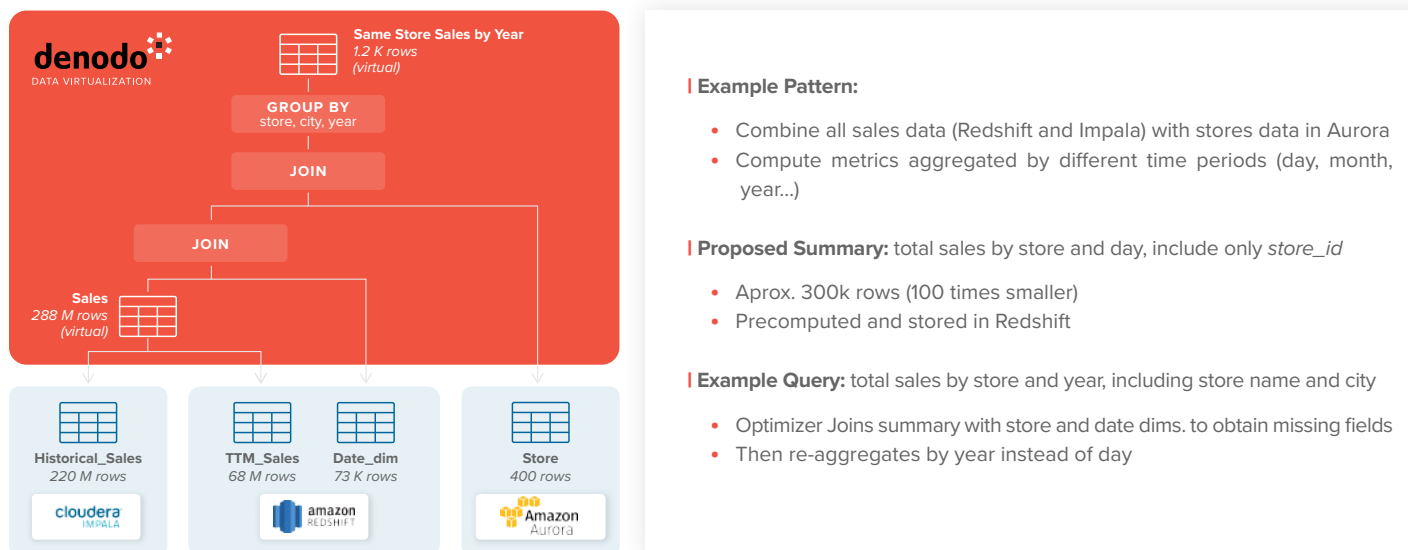 denodo
DATA VIRTUALIZATION
Same Store Sales by Year
1.2 K rows
(virtual)
GROUP BY
store, city, year
JOIN
JOIN
Sales
288 M rows
(virtual)
Historical_Sales
220 M rows
cloudera
IMPALA
TTM_Sales
68 M rows
Date_dim
73 K rows
amazon
REDSHIFT
Store
400 rows
Amazon
Aurora
Example Pattern:
• Combine all sales data (Redshift and Impala) with stores data in Aurora
• Compute metrics aggregated by different time periods (day, month,
year...)
Proposed Summary: total sales by store and day, include only store_id
• Aprox. 300k rows (100 times smaller)
• Precomputed and stored in Redshift
Example Query: total sales by store and year, including store name and city
• Optimizer Joins summary with store and date dims. to obtain missing fields
• Then re-aggregates by year instead of day